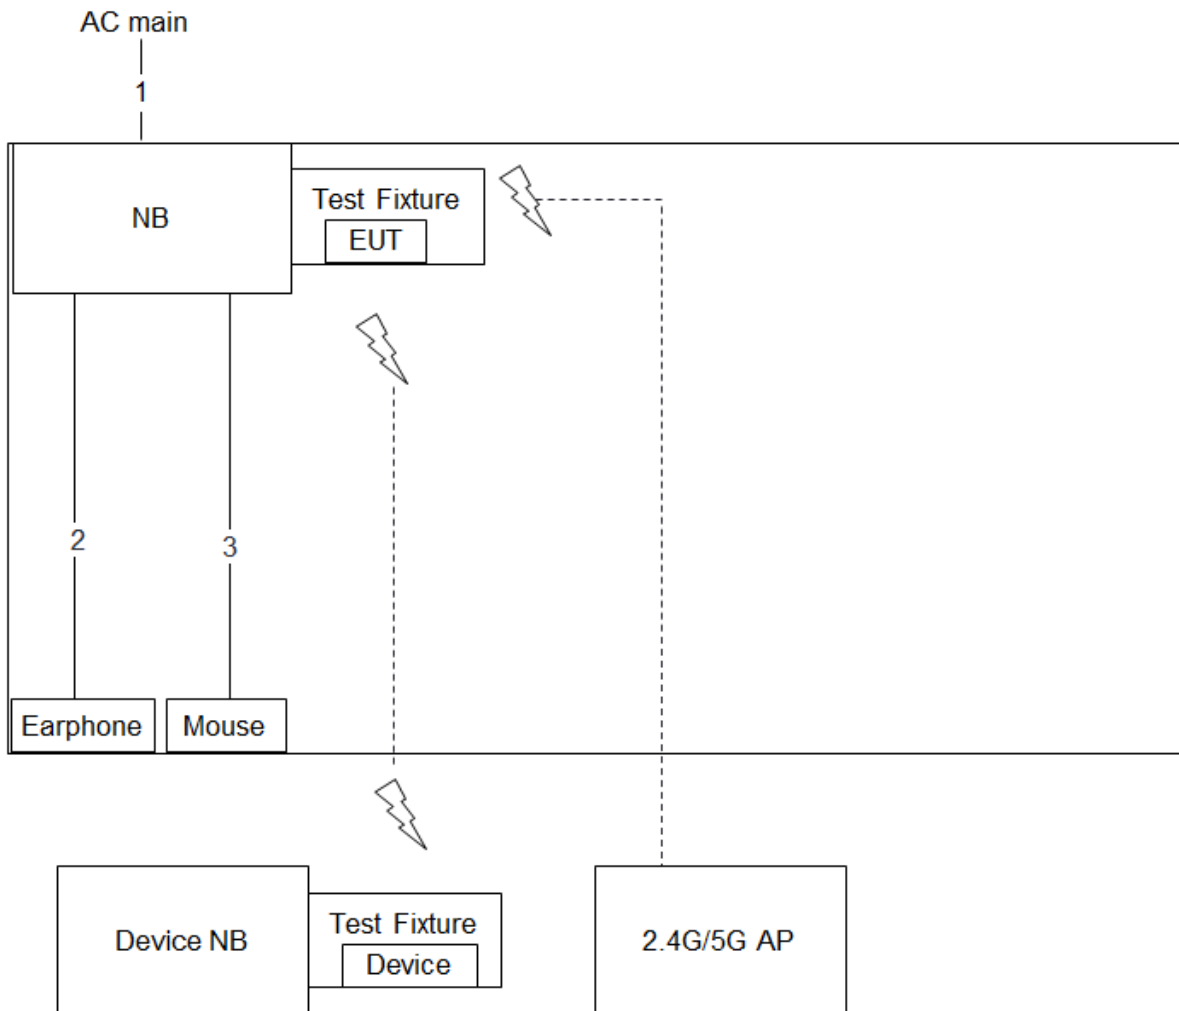 AC main
1
NB
Test Fixture
EUT
2
3
Earphone
Mouse
Device NB
Test Fixture
Device
2.4G/5G AP